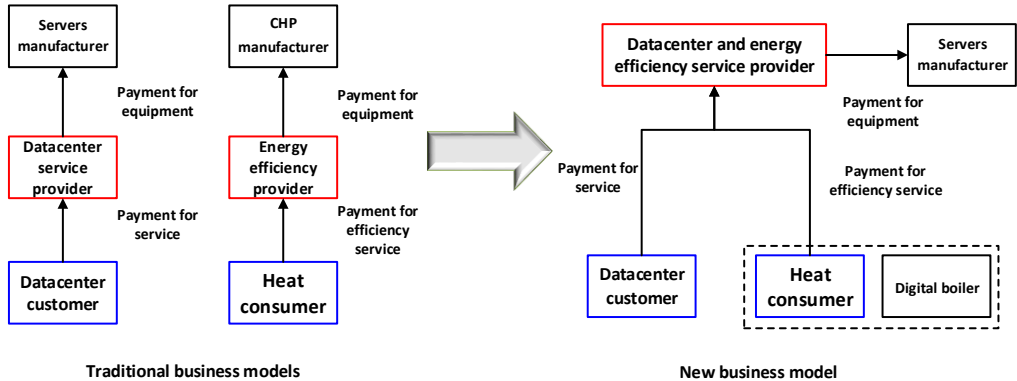 Servers
manufacturer
CHP
manufacturer
Payment for
equipment
Payment for
equipment
Datacenter
service
provider
Energy
efficiency
provider
Payment for
service
Payment for
efficiency
service
Datacenter
customer
Heat
consumer
Traditional business models
Datacenter and energy
efficiency service provider
Servers
manufacturer
Payment for
equipment
Payment for
service
Payment for
efficiency service
Datacenter
customer
Heat
consumer
Digital boiler
New business model